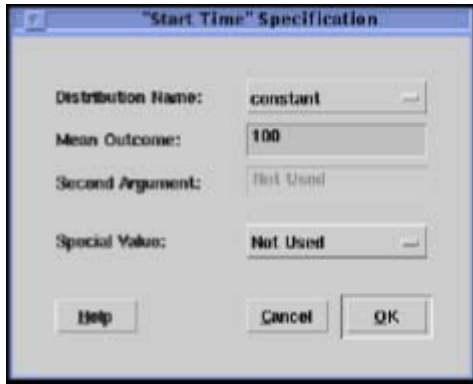 "Start Time" Specification
Distribution Name: constant
Mean Outcome: 100
Second Argument: Not Used
Special Value: Not Used
Help Cancel OK